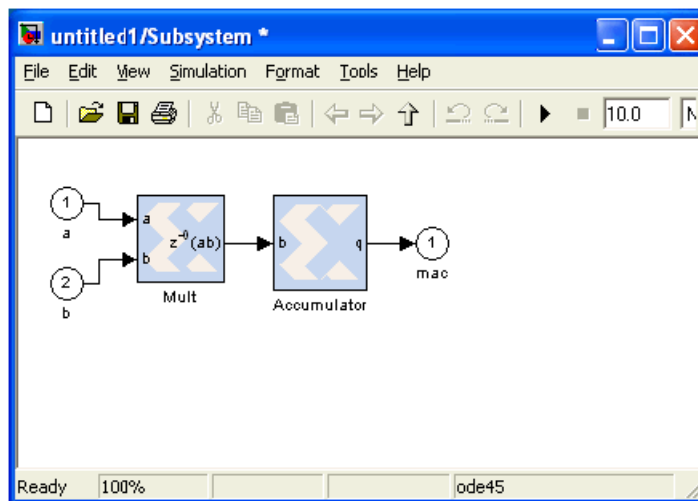 untitled1/Subsystem *
File Edit View Simulation Format Tools Help
10.0 N
1
a
2
b
a
b
z⁻⁰(ab)
Mult
b q
Accumulator
1
mac
Ready 100% ode45